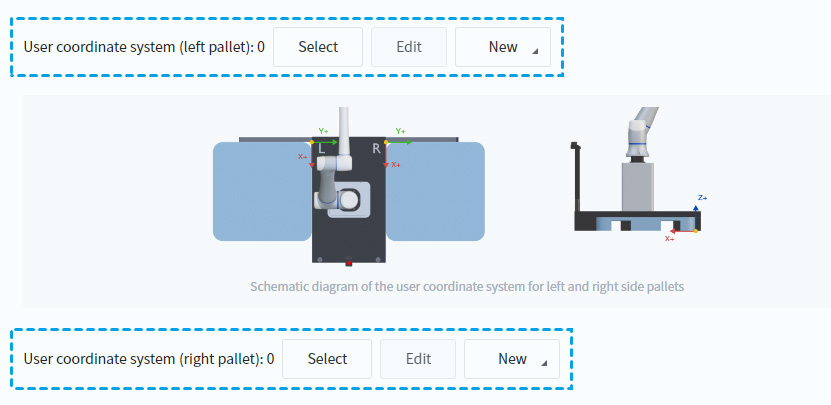 User coordinate system (left pallet): 0 Select Edit New
Y+ Y+
L R
X+ X+
Z+
X+
Schematic diagram of the user coordinate system for left and right side pallets
User coordinate system (right pallet): 0 Select Edit New